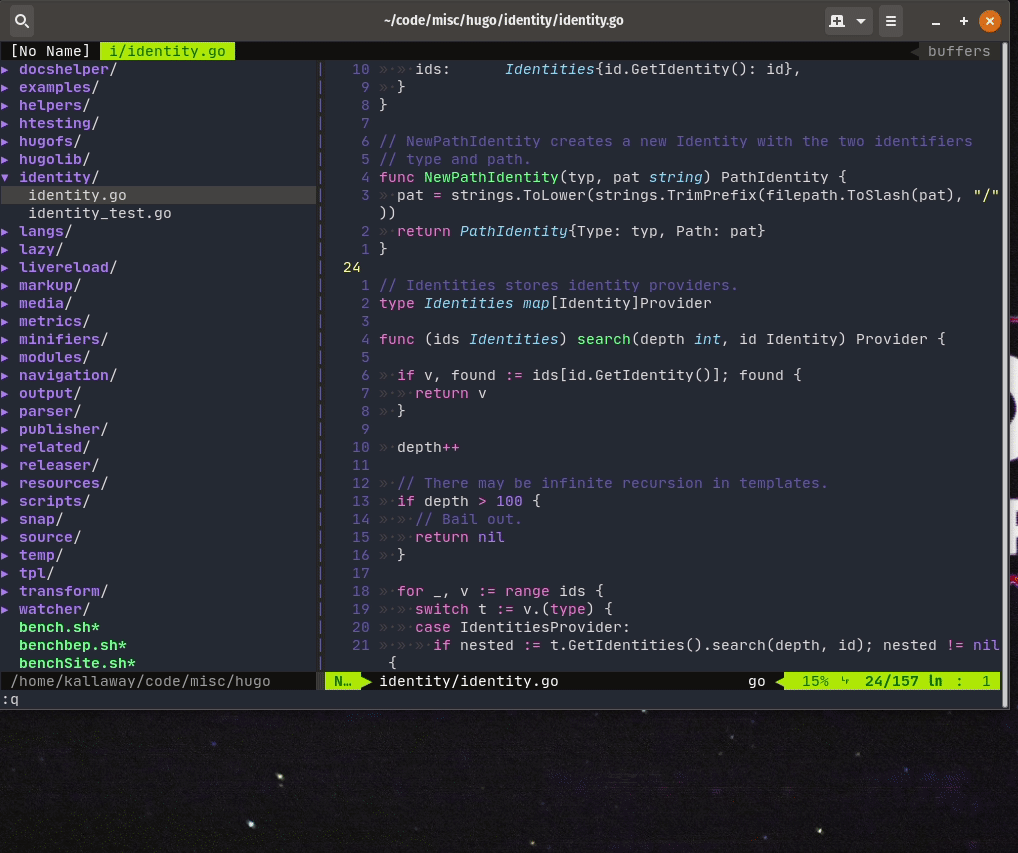 ~/code/misc/hugo/identity/identity.go
[No Name] i/identity.go buffers
▸ docshelper/
▸ examples/
▸ helpers/
▸ htesting/
▸ hugofs/
▸ hugolib/
▾ identity/
identity.go
identity_test.go
▸ langs/
▸ lazy/
▸ livereload/
▸ markup/
▸ media/
▸ metrics/
▸ minifiers/
▸ modules/
▸ navigation/
▸ output/
▸ parser/
▸ publisher/
▸ related/
▸ releaser/
▸ resources/
▸ scripts/
▸ snap/
▸ source/
▸ temp/
▸ tpl/
▸ transform/
▸ watcher/
bench.sh*
benchbep.sh*
benchSite.sh*
/home/kallaway/code/misc/hugo
10 »·»·ids:      Identities{id.GetIdentity(): id},
9 »·}
8 }
7
6 // NewPathIdentity creates a new Identity with the two identifiers
5 // type and path.
4 func NewPathIdentity(typ, pat string) PathIdentity {
3 »·pat = strings.ToLower(strings.TrimPrefix(filepath.ToSlash(pat), "/"
))
2 »·return PathIdentity{Type: typ, Path: pat}
1 }
24
1 // Identities stores identity providers.
2 type Identities map[Identity]Provider
3
4 func (ids Identities) search(depth int, id Identity) Provider {
5
6 »·if v, found := ids[id.GetIdentity()]; found {
7 »·»·return v
8 »·}
9
10 »·depth++
11
12 »·// There may be infinite recursion in templates.
13 »·if depth > 100 {
14 »·»·// Bail out.
15 »·»·return nil
16 »·}
17
18 »·for _, v := range ids {
19 »·»·switch t := v.(type) {
20 »·»·case IdentitiesProvider:
21 »·»·»·if nested := t.GetIdentities().search(depth, id); nested != nil
{
N… identity/identity.go go 15% ␤ 24/157 ln : 1
:q